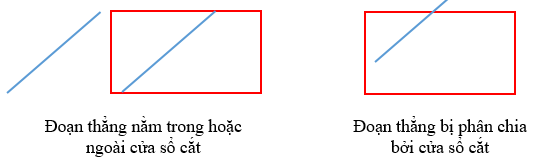 Đoạn thẳng nằm trong hoặc
ngoài cửa sổ cắt
Đoạn thẳng bị phân chia
bởi cửa sổ cắt